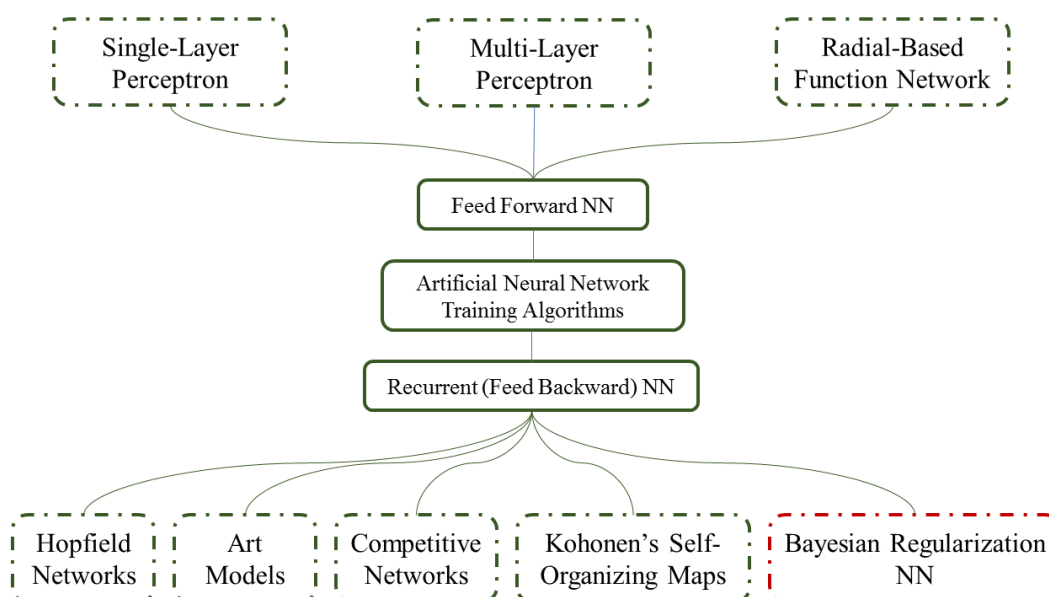 Single-Layer
Perceptron
Multi-Layer
Perceptron
Radial-Based
Function Network
Feed Forward NN
Artificial Neural Network
Training Algorithms
Recurrent (Feed Backward) NN
Hopfield
Networks
Art
Models
Competitive
Networks
Kohonen’s Self-
Organizing Maps
Bayesian Regularization
NN